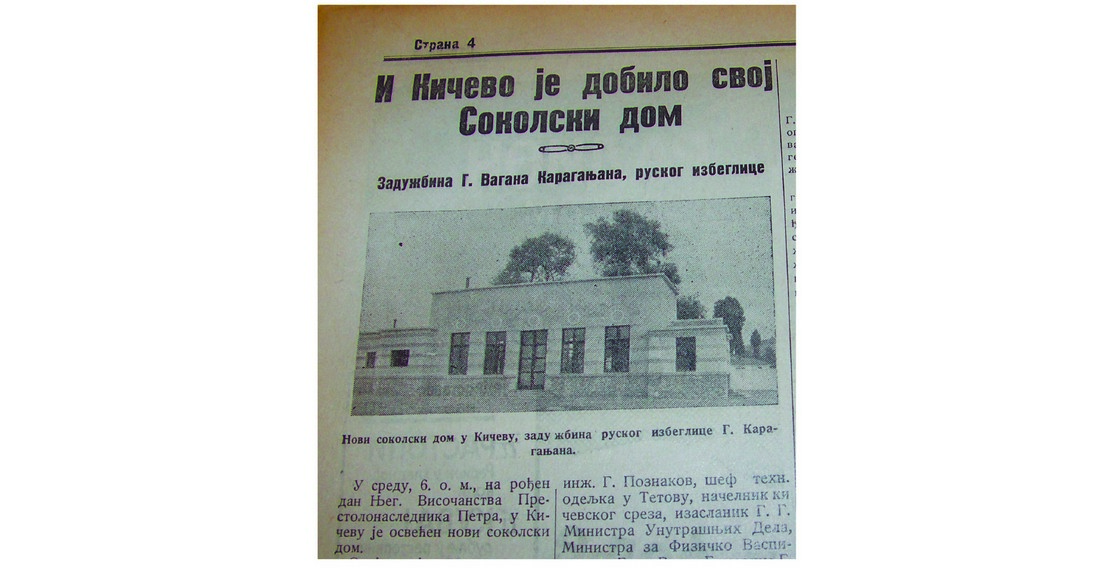 Страна 4
И Кичево је добило свој
Соколски дом
Задужбина Г. Вагана Карагањана, руског избеглице
Нови соколски дом у Кичеву, задужбина руског избеглице Г. Кара-
гањана.
У среду, 6. о. м., на рођен
дан Њег. Височанства Пре-
столонаследника Петра, у Ки-
чеву је освећен нови соколски
дом.
инж. Г. Познаков, шеф техн.
одељка у Тетову, начелник ки
чевског среза, изасланик Г. Г.
Министра Унутрашњих Дела,
Министра за Физичко Васпи-